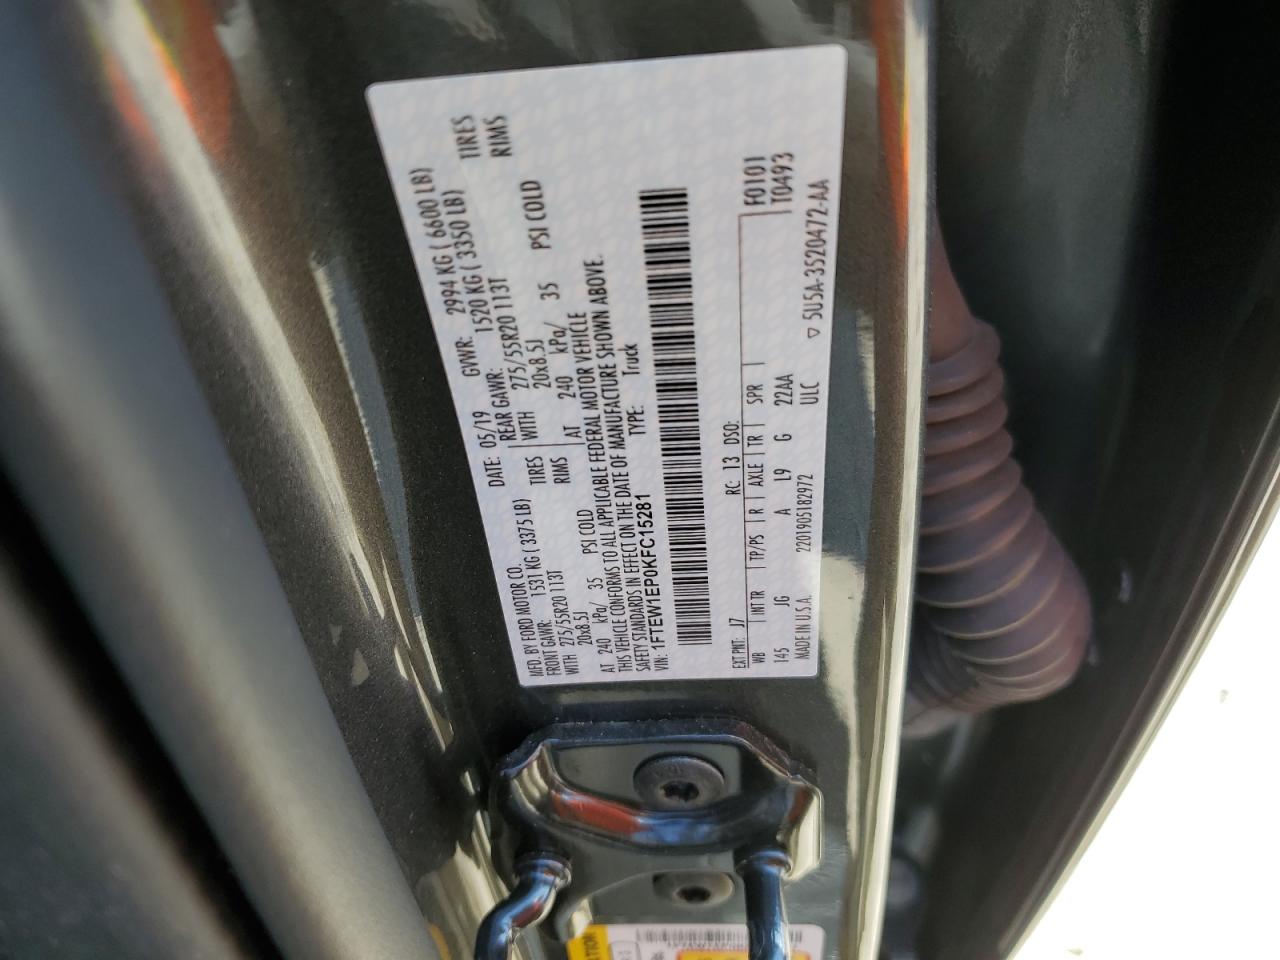 MFD. BY FORD MOTOR CO. DATE: 05/19 GVWR: 2994 KG ( 6600 LB)
FRONT GAWR: 1531 KG ( 3375 LB) REAR GAWR: 1520 KG ( 3350 LB)
WITH 275/55R20 113T TIRES WITH 275/55R20 113T TIRES
20x8.5J RIMS 20x8.5J RIMS
AT 240 kPa/ 35 PSI COLD AT 240 kPa/ 35 PSI COLD
THIS VEHICLE CONFORMS TO ALL APPLICABLE FEDERAL MOTOR VEHICLE
SAFETY STANDARDS IN EFFECT ON THE DATE OF MANUFACTURE SHOWN ABOVE.
VIN: 1FTEW1EP0KFC15281 TYPE: Truck
EXT PNT: J7 RC: 13 DSO: F0101
WB INT TR TP/PS R AXLE TR SPR T0493
145 JG A L9 G 22AA
MADE IN U.S.A. 2201905182972 ULC ▽ 5U5A-3520472-AA